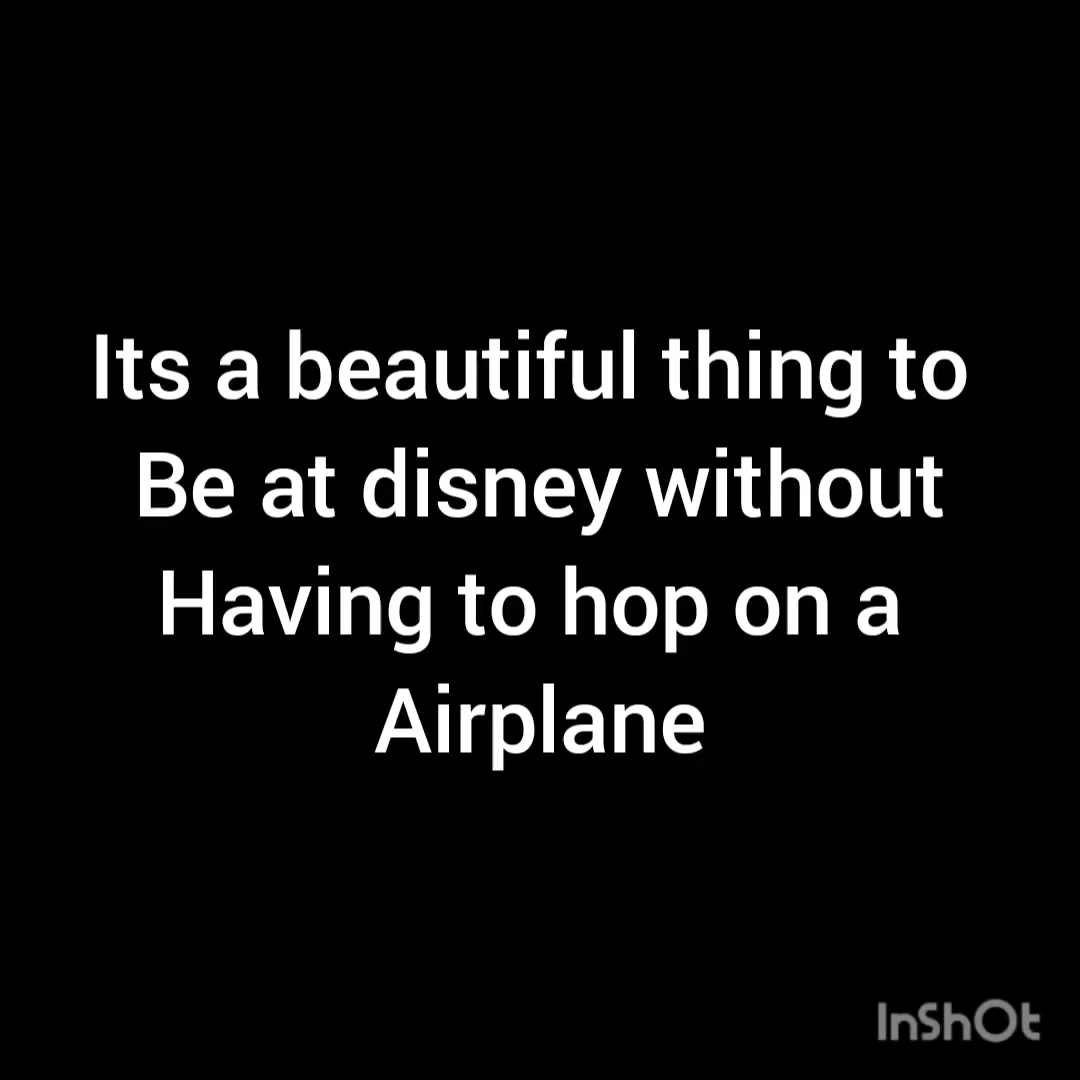 Its a beautiful thing to
Be at disney without
Having to hop on a
Airplane
InShOt